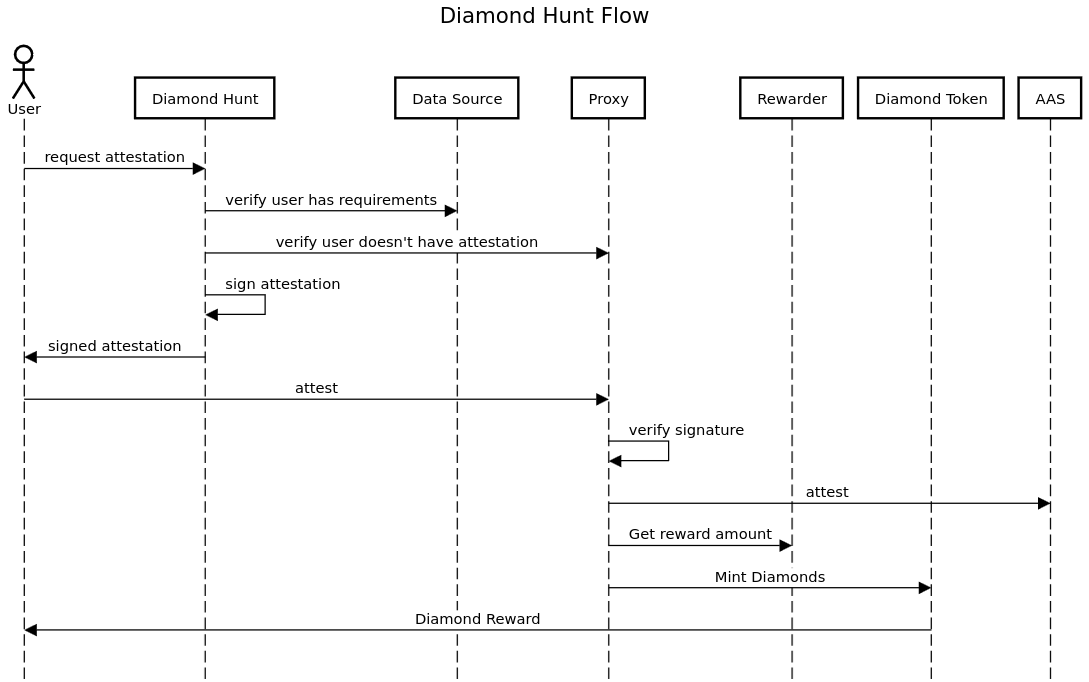 Diamond Hunt Flow
User
Diamond Hunt
Data Source
Proxy
Rewarder
Diamond Token
AAS
request attestation
verify user has requirements
verify user doesn't have attestation
sign attestation
signed attestation
attest
verify signature
attest
Get reward amount
Mint Diamonds
Diamond Reward